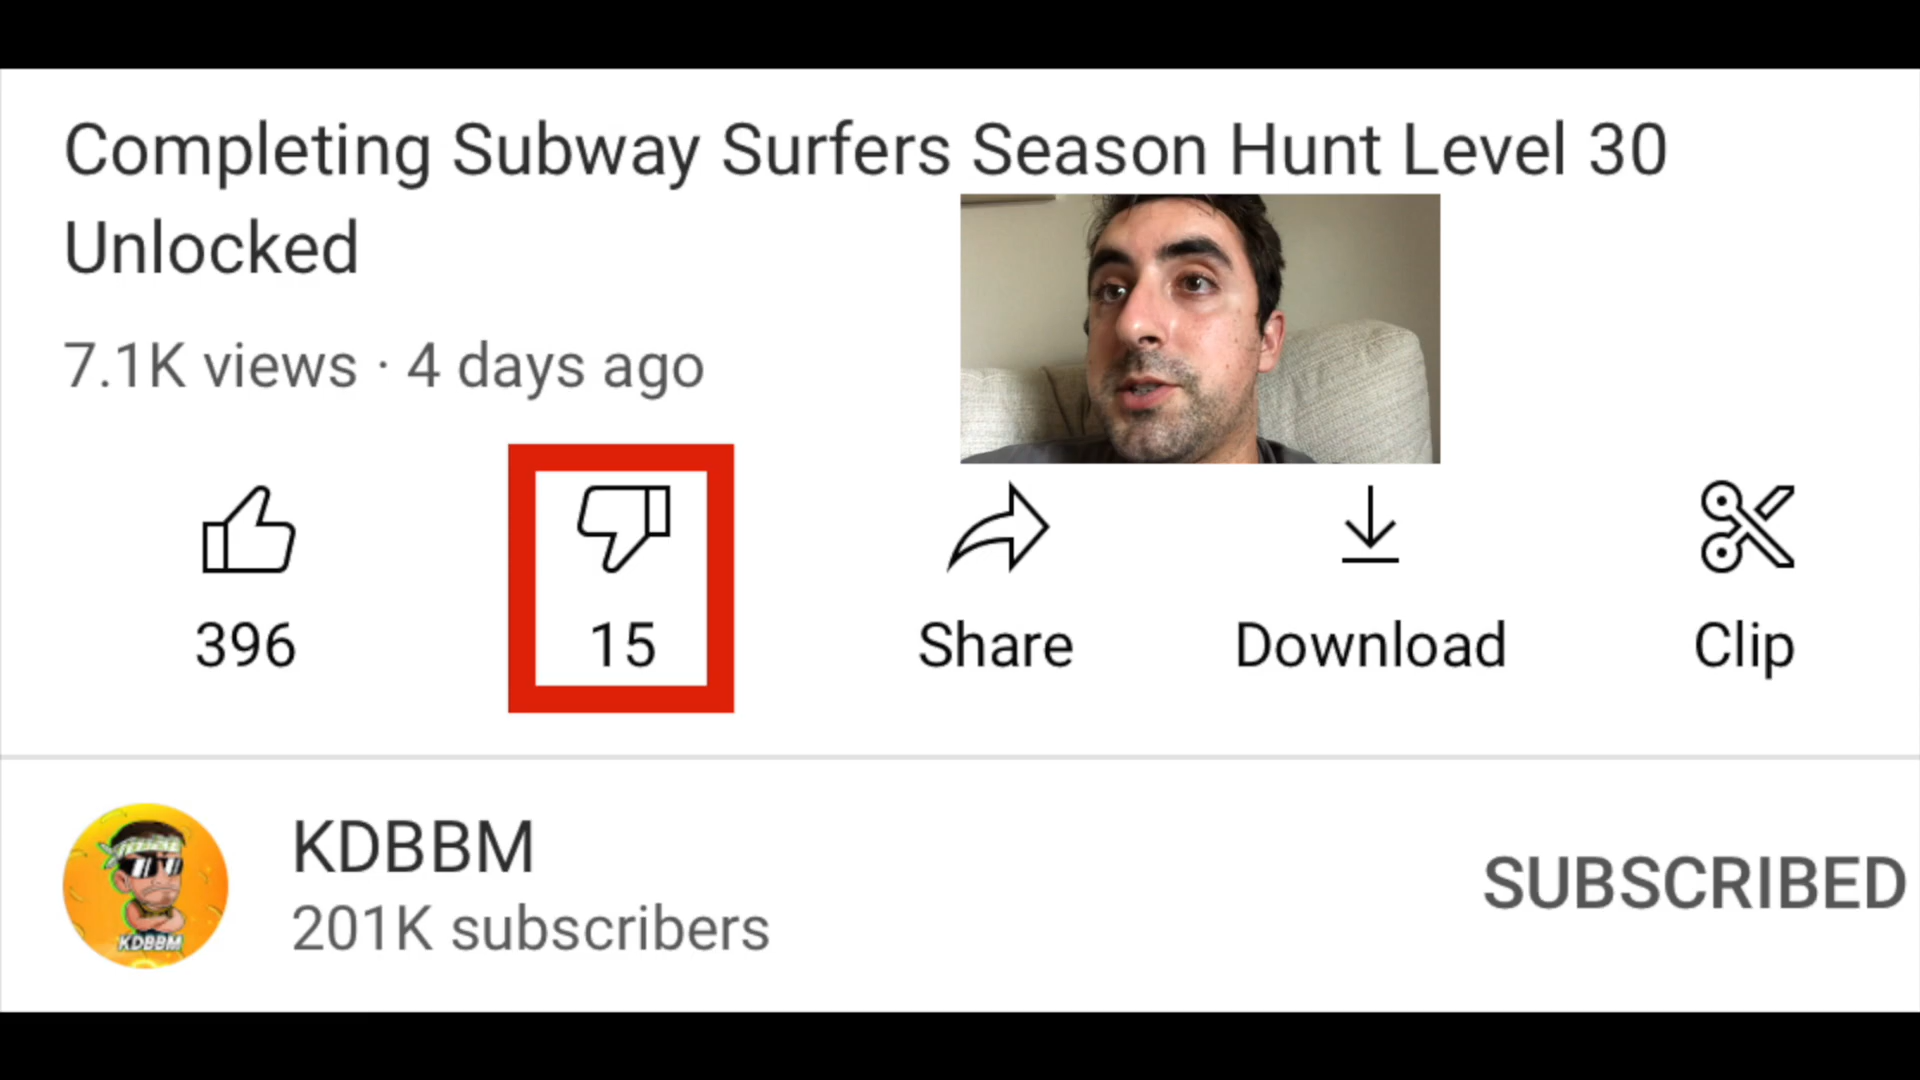 Completing Subway Surfers Season Hunt Level 30
Unlocked
7.1K views · 4 days ago
396
15
Share
Download
Clip
KDBBM
KDBBM
201K subscribers
SUBSCRIBED